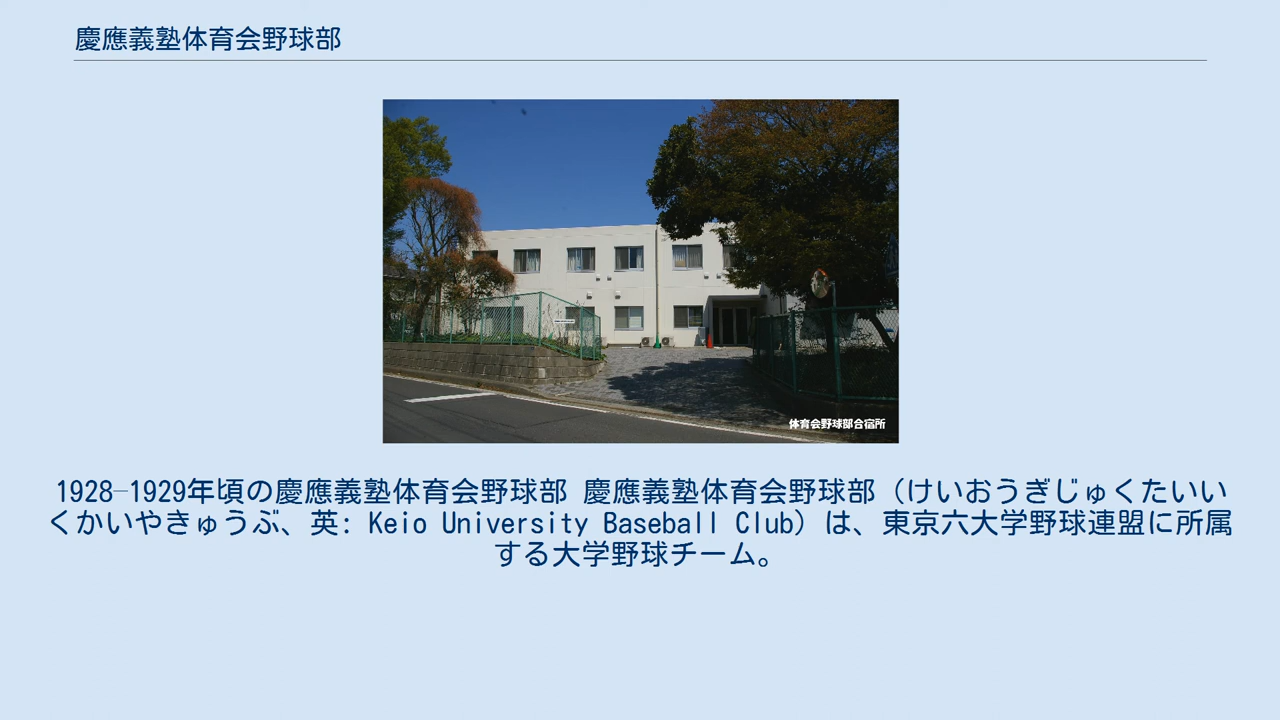 慶應義塾体育会野球部
体育会野球部合宿所
1928−1929年頃の慶應義塾体育会野球部 慶應義塾体育会野球部（けいおうぎじゅくたいい
くかいやきゅうぶ、英: Keio University Baseball Club）は、東京六大学野球連盟に所属
する大学野球チーム。